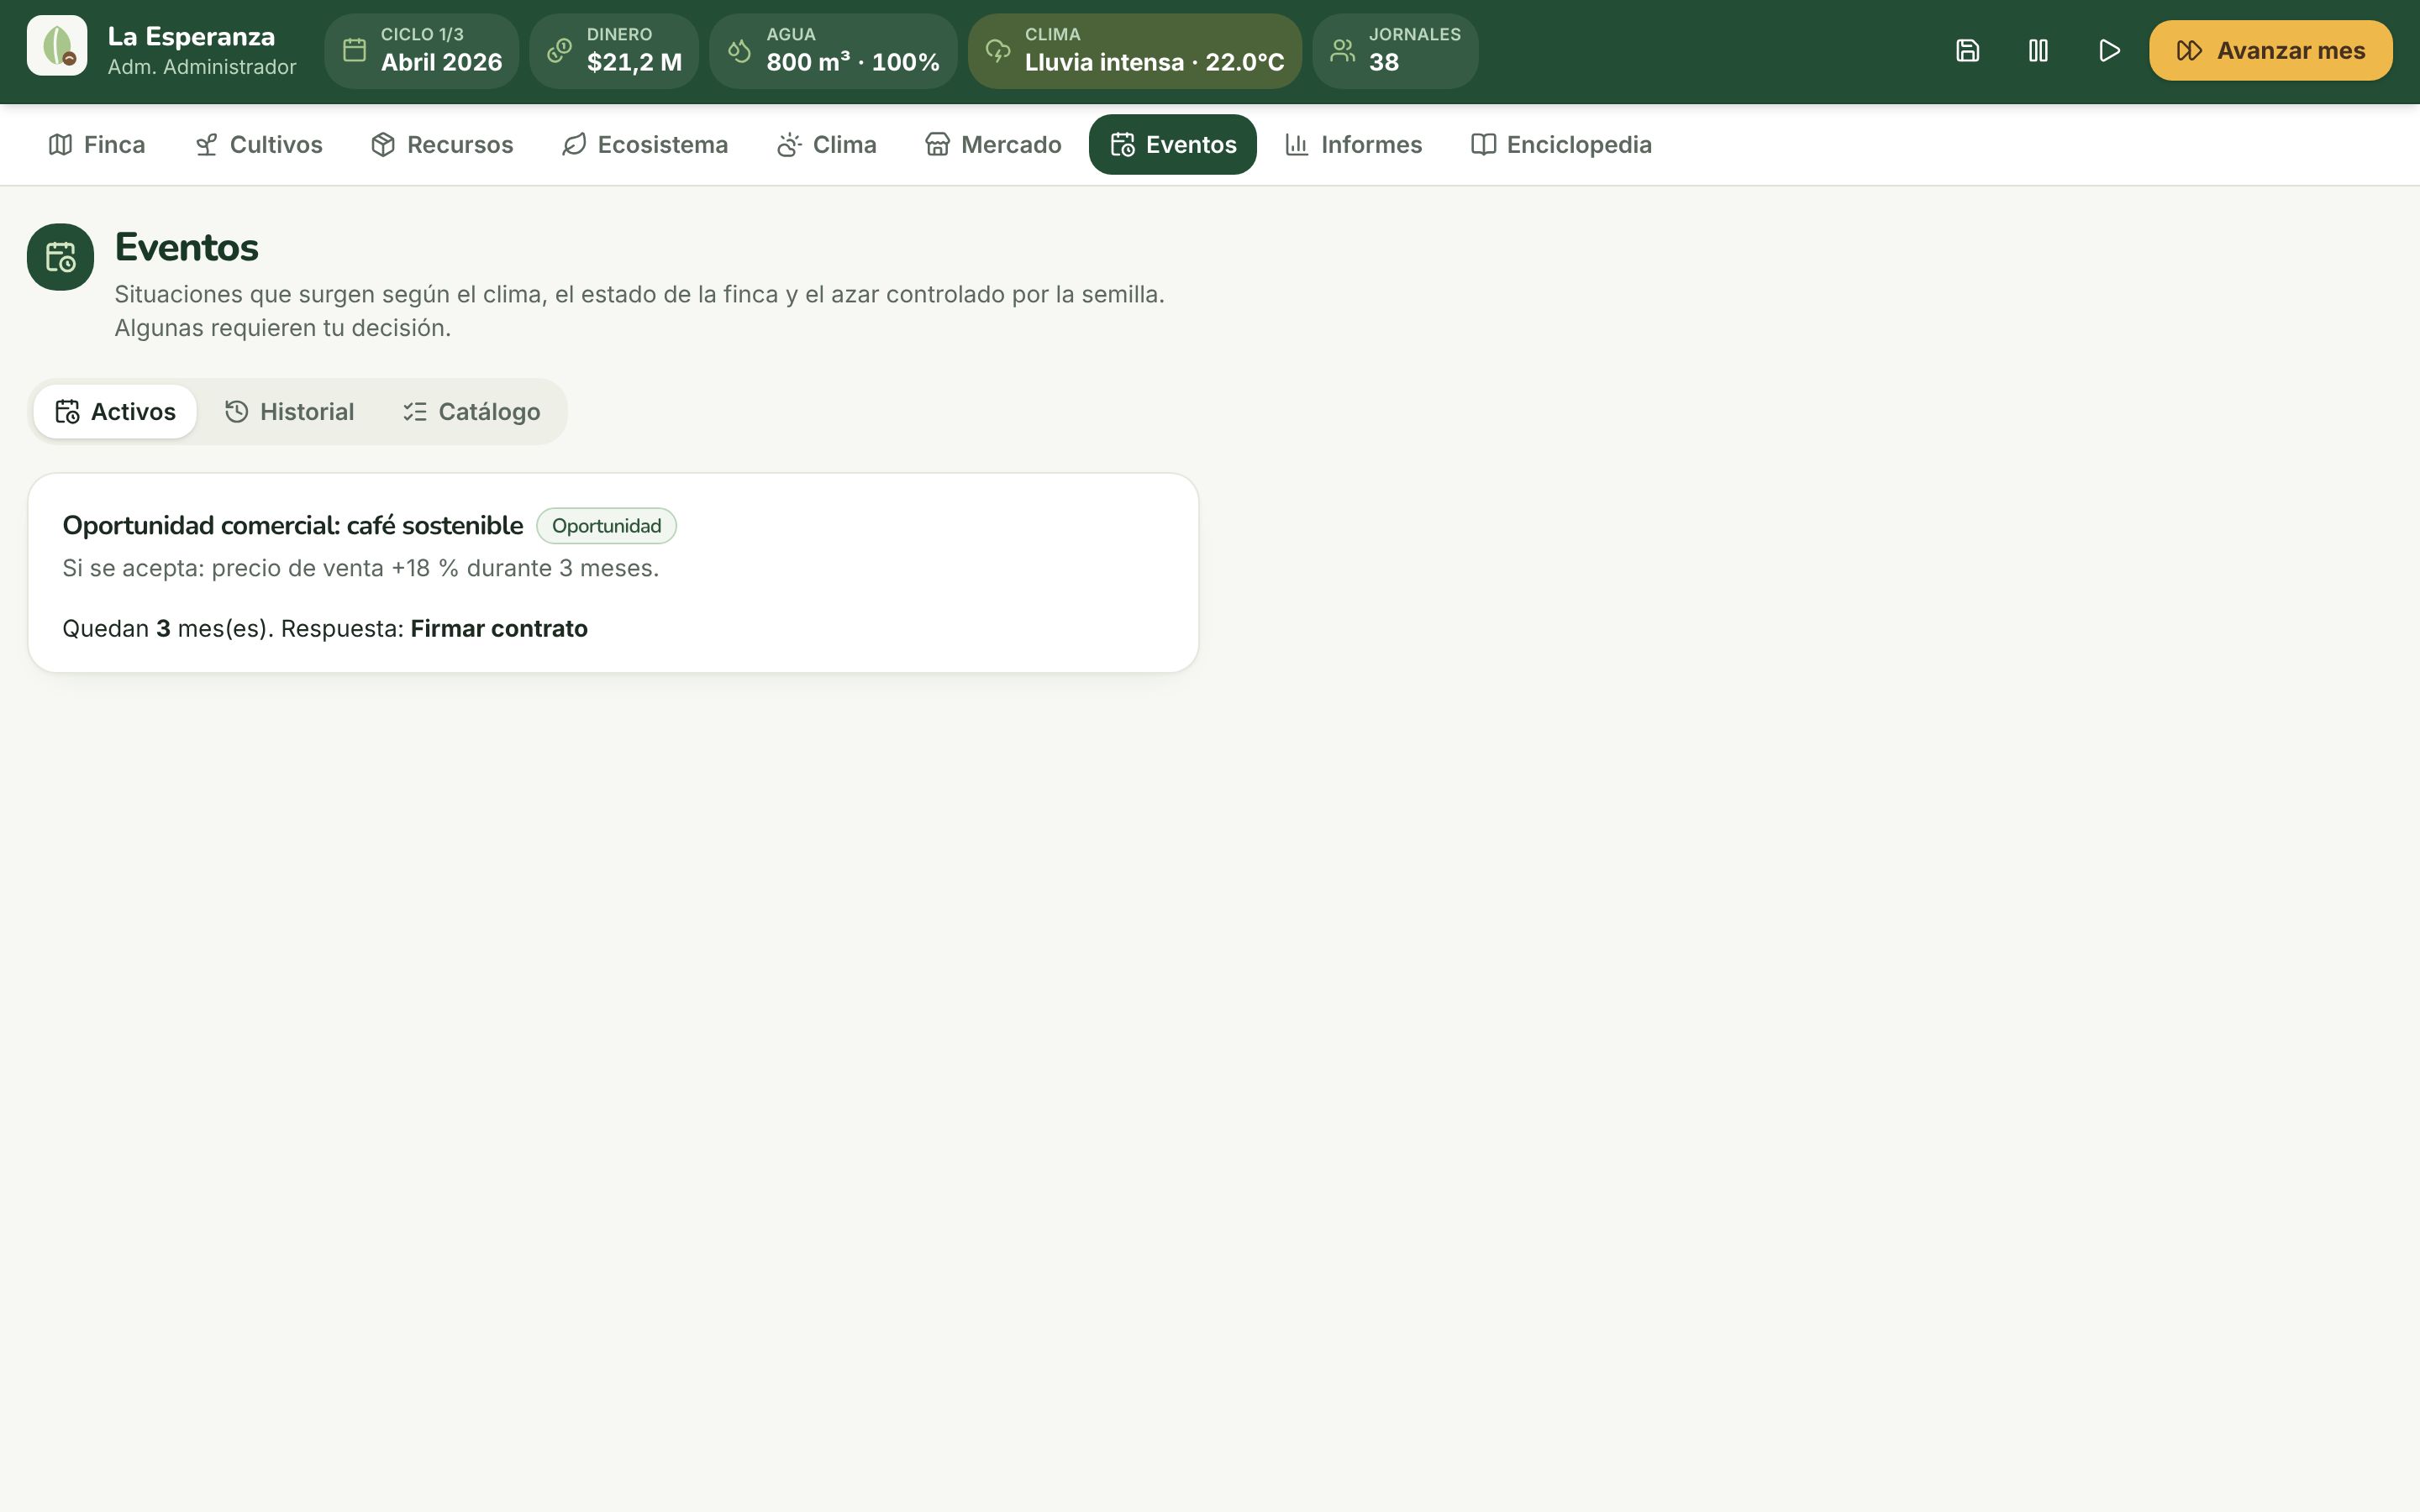 La Esperanza
Adm. Administrador
CICLO 1/3
Abril 2026
DINERO
$21,2 M
AGUA
800 m³ · 100%
CLIMA
Lluvia intensa · 22.0°C
JORNALES
38
Avanzar mes
Finca
Cultivos
Recursos
Ecosistema
Clima
Mercado
Eventos
Informes
Enciclopedia
Eventos
Situaciones que surgen según el clima, el estado de la finca y el azar controlado por la semilla.
Algunas requieren tu decisión.
Activos
Historial
Catálogo
Oportunidad comercial: café sostenible
Oportunidad
Si se acepta: precio de venta +18 % durante 3 meses.
Quedan 3 mes(es). Respuesta: Firmar contrato